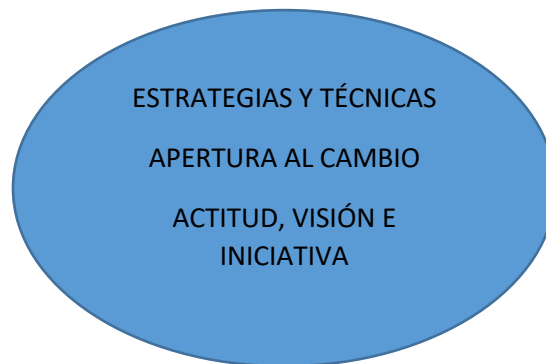 ESTRATEGIAS Y TÉCNICAS
APERTURA AL CAMBIO
ACTITUD, VISIÓN E
INICIATIVA